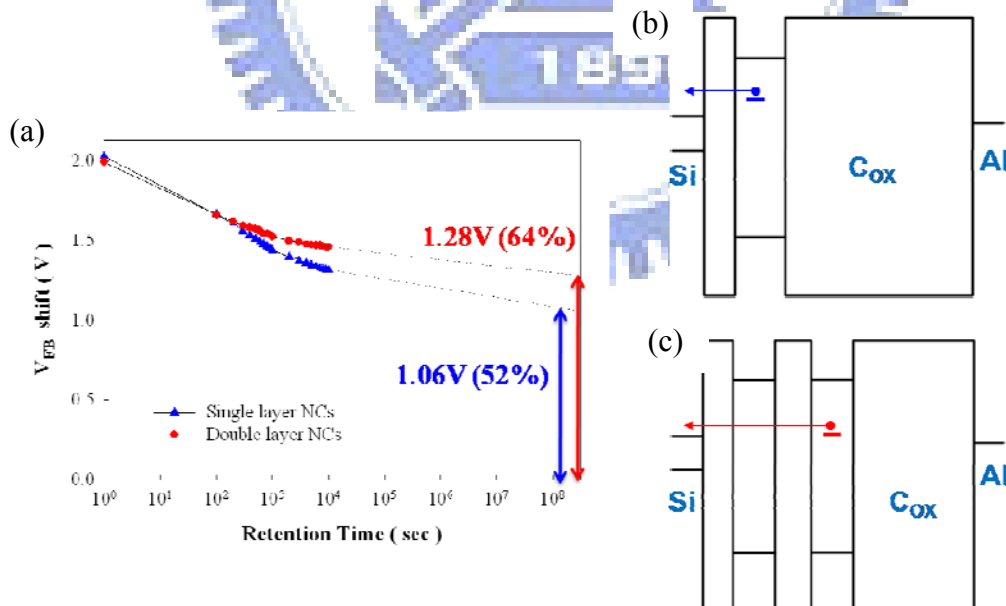 (a)
V_FB shift ( V )
2.0
1.5
1.0
0.5
0.0
1.28V (64%)
1.06V (52%)
Single layer NCs
Double layer NCs
10^0 10^1 10^2 10^3 10^4 10^5 10^6 10^7 10^8
Retention Time ( sec )
(b)
189
Si
C_OX
Al
(c)
Si
C_OX
Al